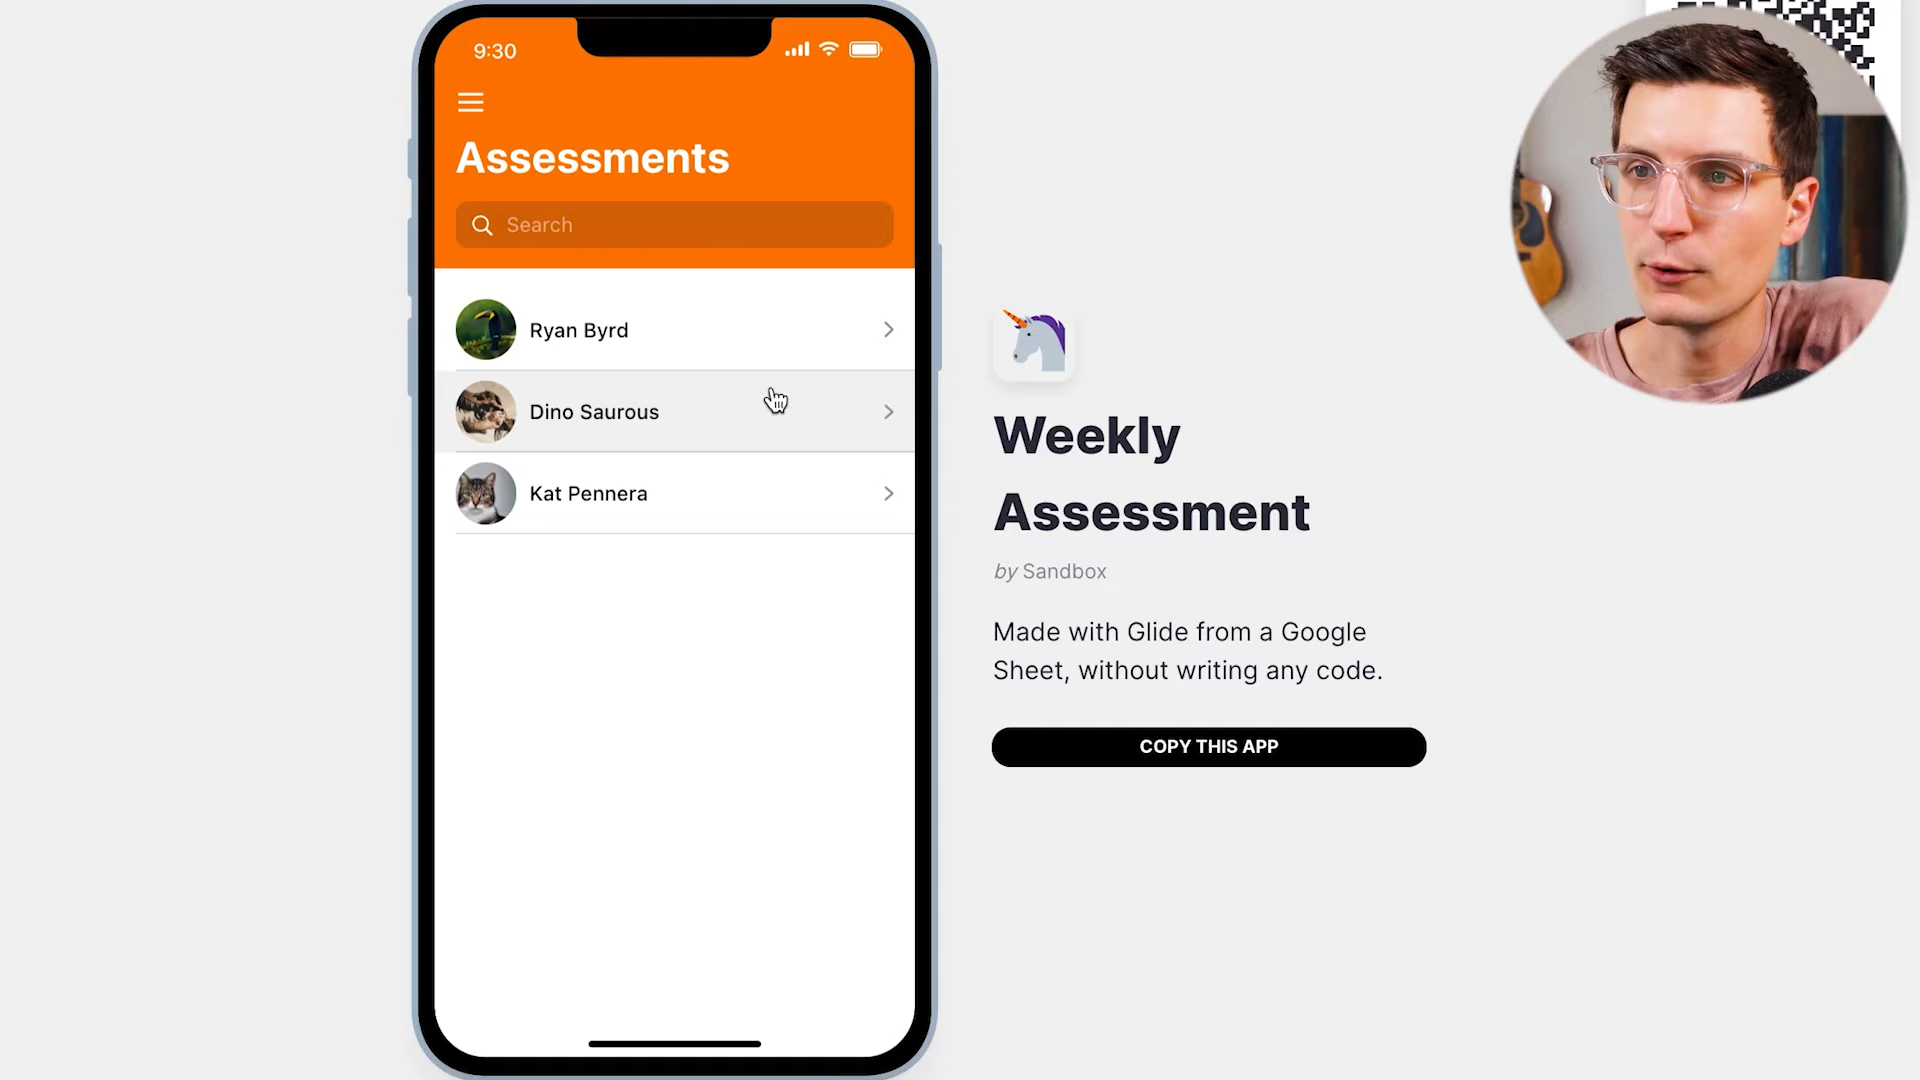 9:30
Assessments
Search
Ryan Byrd
Dino Saurous
Kat Pennera
Weekly
Assessment
by Sandbox
Made with Glide from a Google
Sheet, without writing any code.
COPY THIS APP